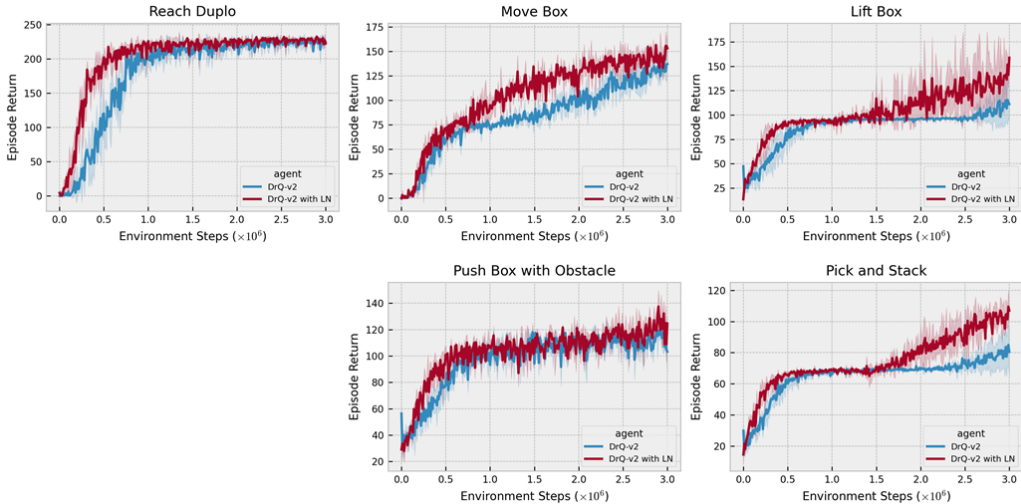 Reach Duplo
250
200
150
100
50
0
Episode Return
agent
DrQ-v2
DrQ-v2 with LN
0.0 0.5 1.0 1.5 2.0 2.5 3.0
Environment Steps (×10⁶)
Move Box
175
150
125
100
75
50
25
0
Episode Return
agent
DrQ-v2
DrQ-v2 with LN
0.0 0.5 1.0 1.5 2.0 2.5 3.0
Environment Steps (×10⁶)
Lift Box
175
150
125
100
75
50
25
Episode Return
agent
DrQ-v2
DrQ-v2 with LN
0.0 0.5 1.0 1.5 2.0 2.5 3.0
Environment Steps (×10⁶)
Push Box with Obstacle
140
120
100
80
60
40
20
Episode Return
agent
DrQ-v2
DrQ-v2 with LN
0.0 0.5 1.0 1.5 2.0 2.5 3.0
Environment Steps (×10⁶)
Pick and Stack
120
100
80
60
40
20
Episode Return
agent
DrQ-v2
DrQ-v2 with LN
0.0 0.5 1.0 1.5 2.0 2.5 3.0
Environment Steps (×10⁶)